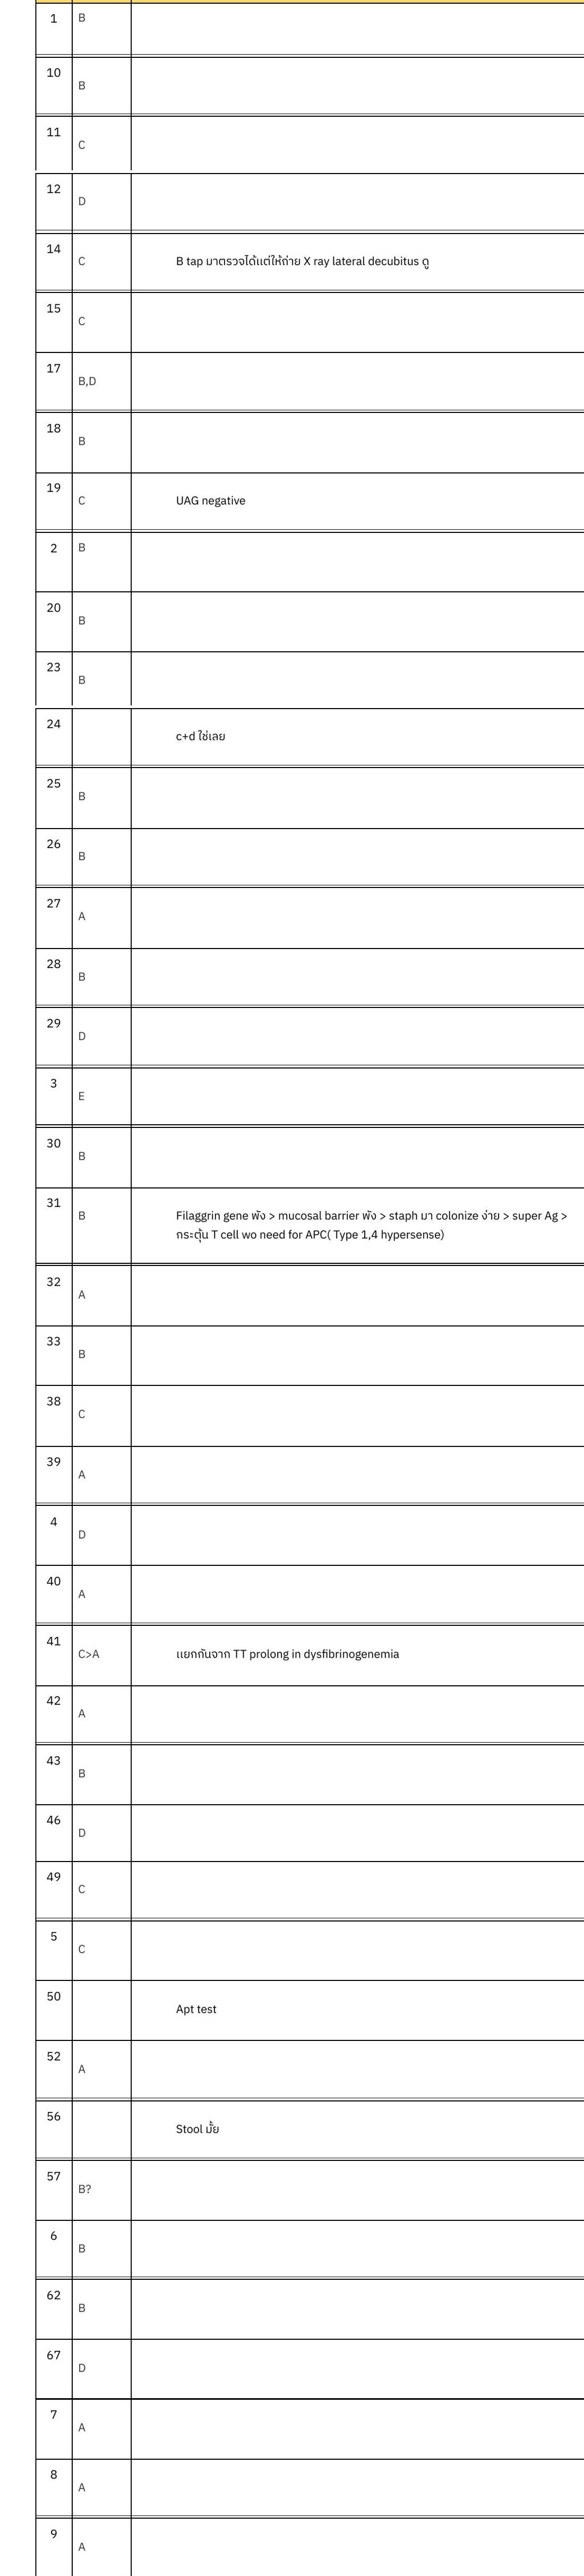 1 B
10 B
11 C
12 D
14 C B tap มาตรวจได้แต่ให้ถ่าย X ray lateral decubitus ดู
15 C
17 B,D
18 B
19 C UAG negative
2 B
20 B
23 B
24 c+d ใช่เลย
25 B
26 B
27 A
28 B
29 D
3 E
30 B
31 B Filaggrin gene พัง > mucosal barrier พัง > staph มา colonize ง่าย > super Ag >
กระตุ้น T cell wo need for APC( Type 1,4 hypersense)
32 A
33 B
38 C
39 A
4 D
40 A
41 C>A แยกกันจาก TT prolong in dysfibrinogenemia
42 A
43 B
46 D
49 C
5 C
50 Apt test
52 A
56 Stool มั้ย
57 B?
6 B
62 B
67 D
7 A
8 A
9 A